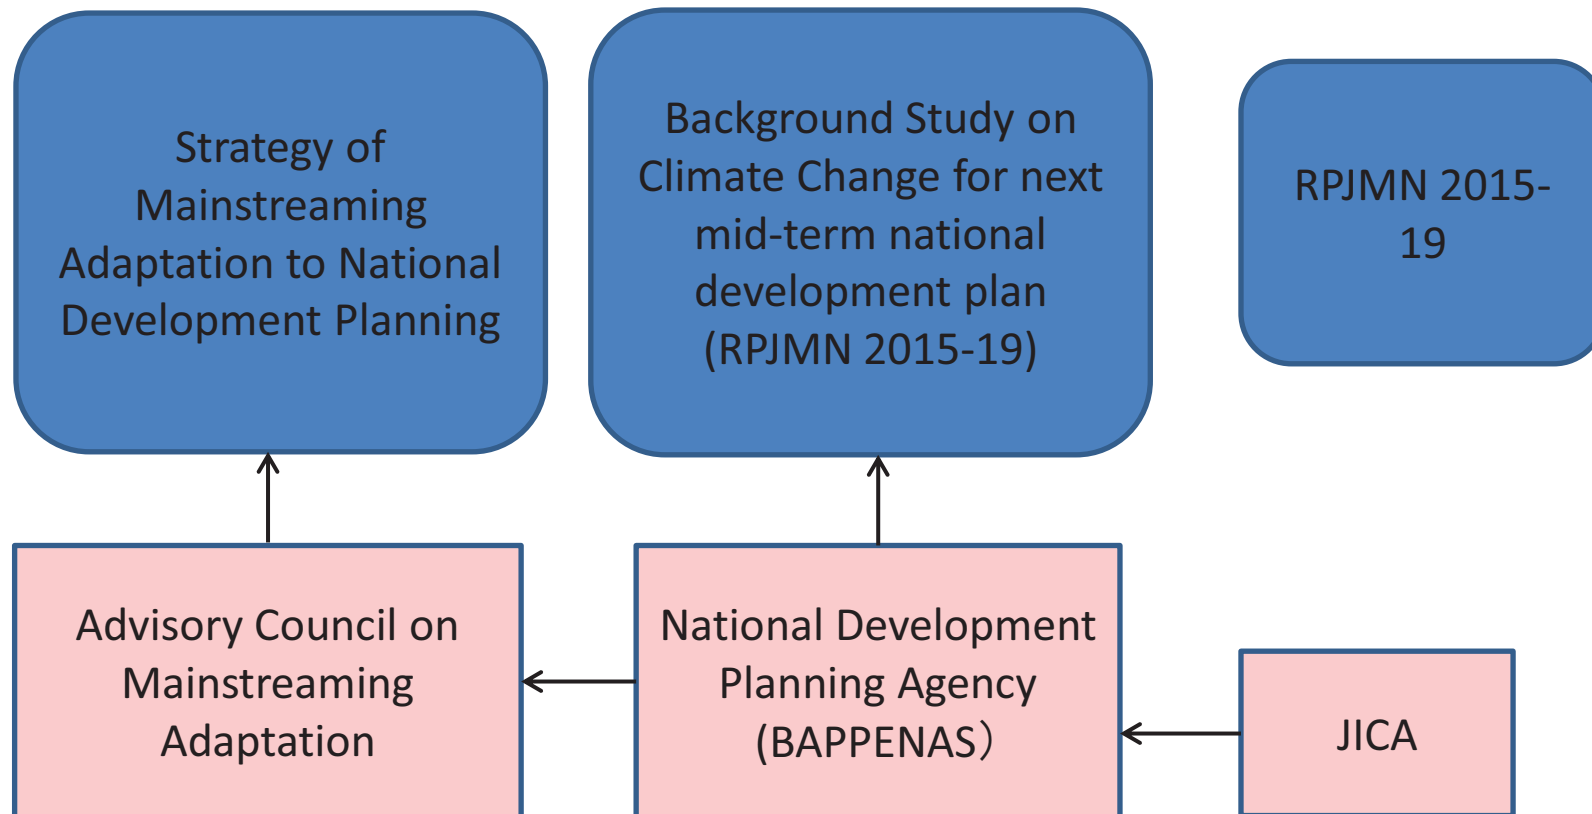 Strategy of
Mainstreaming
Adaptation to National
Development Planning
Background Study on
Climate Change for next
mid-term national
development plan
(RPJMN 2015-19)
RPJMN 2015-
19
Advisory Council on
Mainstreaming
Adaptation
National Development
Planning Agency
(BAPPENAS）
JICA